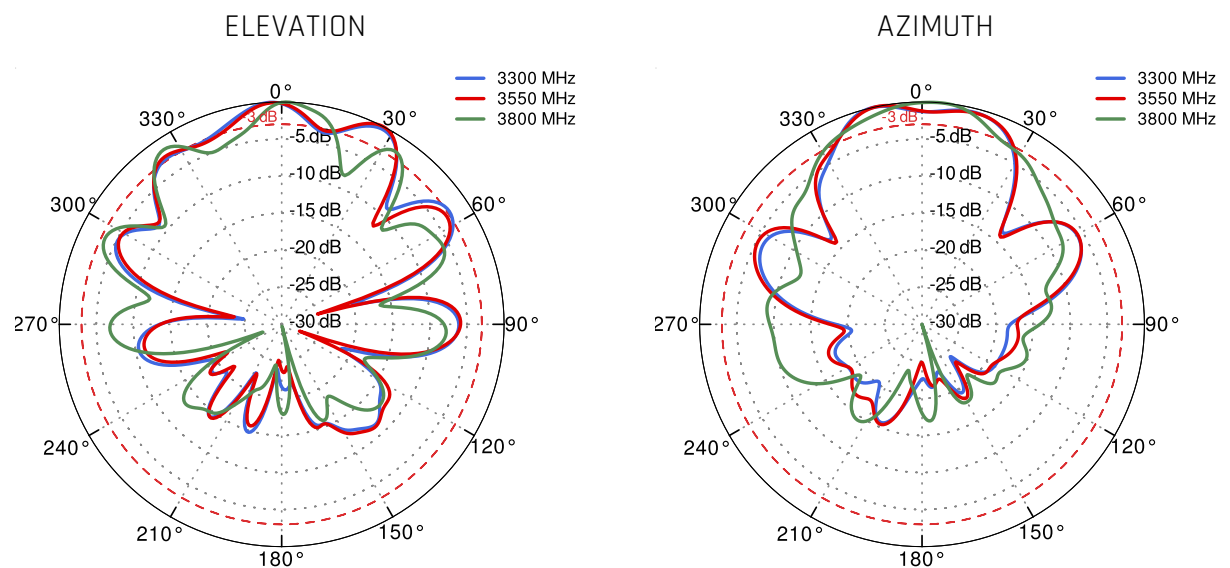 ELEVATION
3300 MHz
3550 MHz
3800 MHz
0°
30°
60°
90°
120°
150°
180°
210°
240°
270°
300°
330°
-3 dB
-5 dB
-10 dB
-15 dB
-20 dB
-25 dB
-30 dB
AZIMUTH
3300 MHz
3550 MHz
3800 MHz
0°
30°
60°
90°
120°
150°
180°
210°
240°
270°
300°
330°
-3 dB
-5 dB
-10 dB
-15 dB
-20 dB
-25 dB
-30 dB